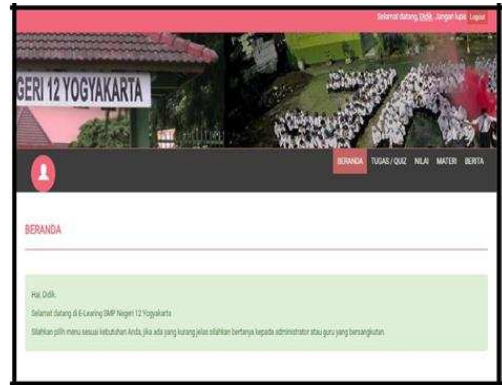 Selamat datang, Didik. Jangan lupa Logout
GERI 12 YOGYAKARTA
BERANDA TUGAS / QUIZ NILAI MATERI BERITA
BERANDA
Hai, Didik.
Selamat datang di E-Learing SMP Negeri 12 Yogyakarta
Silahkan pilih menu sesuai kebutuhan Anda, jika ada yang kurang jelas silahkan bertanya kepada administrator atau guru yang bersangkutan.